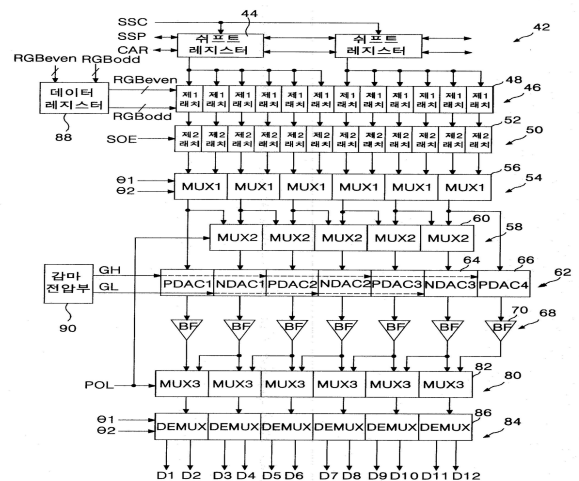 SSC
44
SSP
CAR
쉬프트
레지스터
쉬프트
레지스터
42
RGBeven RGBodd
RGBeven
데이터
레지스터
RGBodd
88
제1 제1 제1 제1 제1 제1 제1 제1 제1 제1 제1 제1
래치 래치 래치 래치 래치 래치 래치 래치 래치 래치 래치 래치
48
46
SOE
제2 제2 제2 제2 제2 제2 제2 제2 제2 제2 제2 제2
래치 래치 래치 래치 래치 래치 래치 래치 래치 래치 래치 래치
52
50
θ1
θ2
MUX1 MUX1 MUX1 MUX1 MUX1 MUX1
56
54
MUX2 MUX2 MUX2 MUX2 MUX2
60
58
감마
전압부
90
GH
GL
PDAC1 NDAC1 PDAC2 NDAC2 PDAC3 NDAC3 PDAC4
64
66
62
BF BF BF BF BF BF BF
70
68
POL
MUX3 MUX3 MUX3 MUX3 MUX3 MUX3
82
80
θ1
θ2
DEMUX DEMUX DEMUX DEMUX DEMUX DEMUX
86
84
D1 D2 D3 D4 D5 D6 D7 D8 D9 D10 D11 D12